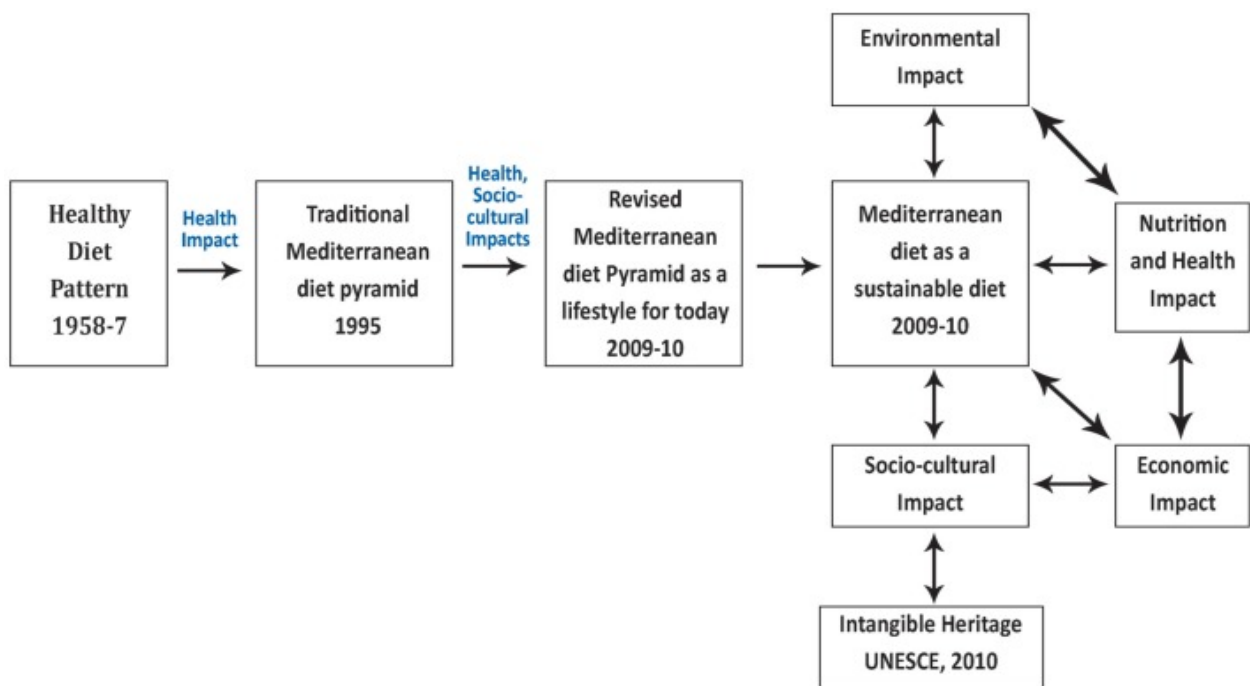 Healthy
Diet
Pattern
1958-7
Health
Impact
Traditional
Mediterranean
diet pyramid
1995
Health,
Socio-
cultural
Impacts
Revised
Mediterranean
diet Pyramid as a
lifestyle for today
2009-10
Mediterranean
diet as a
sustainable diet
2009-10
Environmental
Impact
Nutrition
and Health
Impact
Socio-cultural
Impact
Economic
Impact
Intangible Heritage
UNESCE, 2010